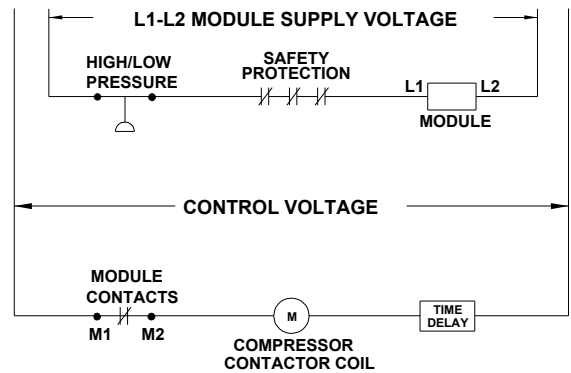 L1-L2 MODULE SUPPLY VOLTAGE
HIGH/LOW
PRESSURE
SAFETY
PROTECTION
L1
L2
MODULE
CONTROL VOLTAGE
MODULE
CONTACTS
M1
M2
M
COMPRESSOR
CONTACTOR COIL
TIME
DELAY